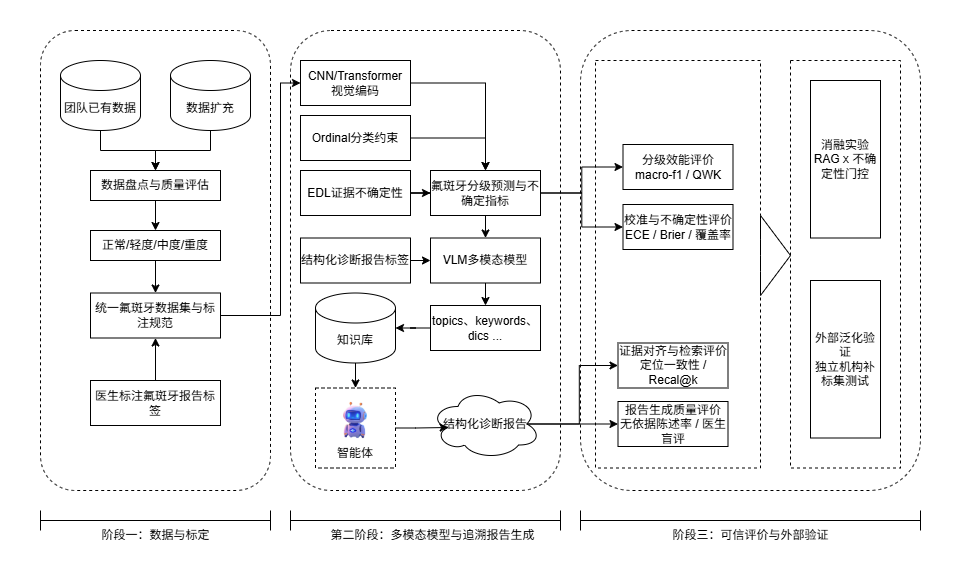 团队已有数据
数据扩充
数据盘点与质量评估
正常/轻度/中度/重度
统一氟斑牙数据集与标
注规范
医生标注氟斑牙报告标
签
CNN/Transformer
视觉编码
Ordinal分类约束
EDL证据不确定性
氟斑牙分级预测与不
确定指标
结构化诊断报告标签
VLM多模态模型
topics、keywords、
dics ...
知识库
智能体
结构化诊断报告
分级效能评价
macro-f1 / QWK
校准与不确定性评价
ECE / Brier / 覆盖率
证据对齐与检索评价
定位一致性 /
Recal@k
报告生成质量评价
无依据陈述率 / 医生
盲评
消融实验
RAG x 不确
定性门控
外部泛化验
证
独立机构补
标集测试
阶段一：数据与标定
第二阶段：多模态模型与追溯报告生成
阶段三：可信评价与外部验证